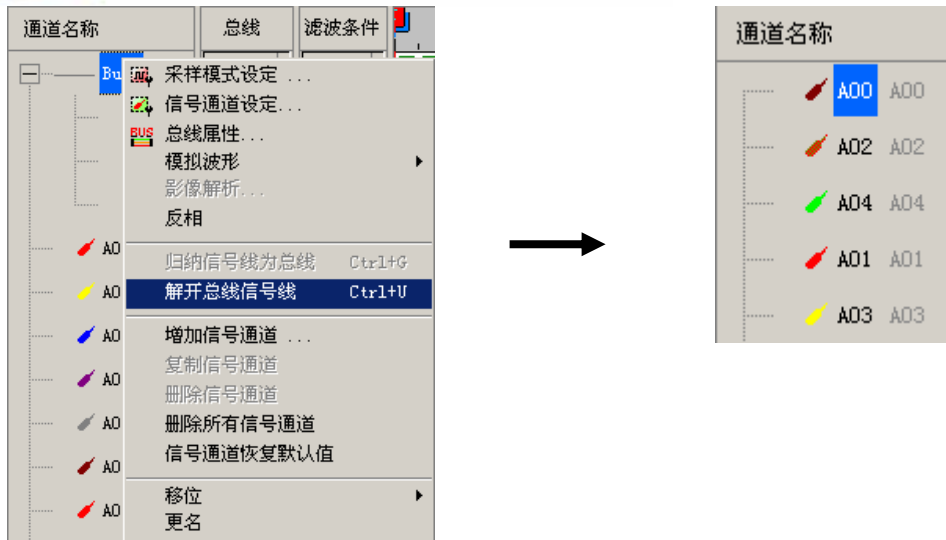 通道名称 总线 滤波条件
Bu
采样模式设定 ...
信号通道设定...
BUS 总线属性...
模拟波形
影像解析...
反相
A0
归纳信号线为总线 Ctrl+G
A0
解开总线信号线 Ctrl+U
A0
增加信号通道 ...
复制信号通道
A0
删除信号通道
A0
删除所有信号通道
A0
信号通道恢复默认值
A0
移位
更名
通道名称
A00 A00
A02 A02
A04 A04
A01 A01
A03 A03